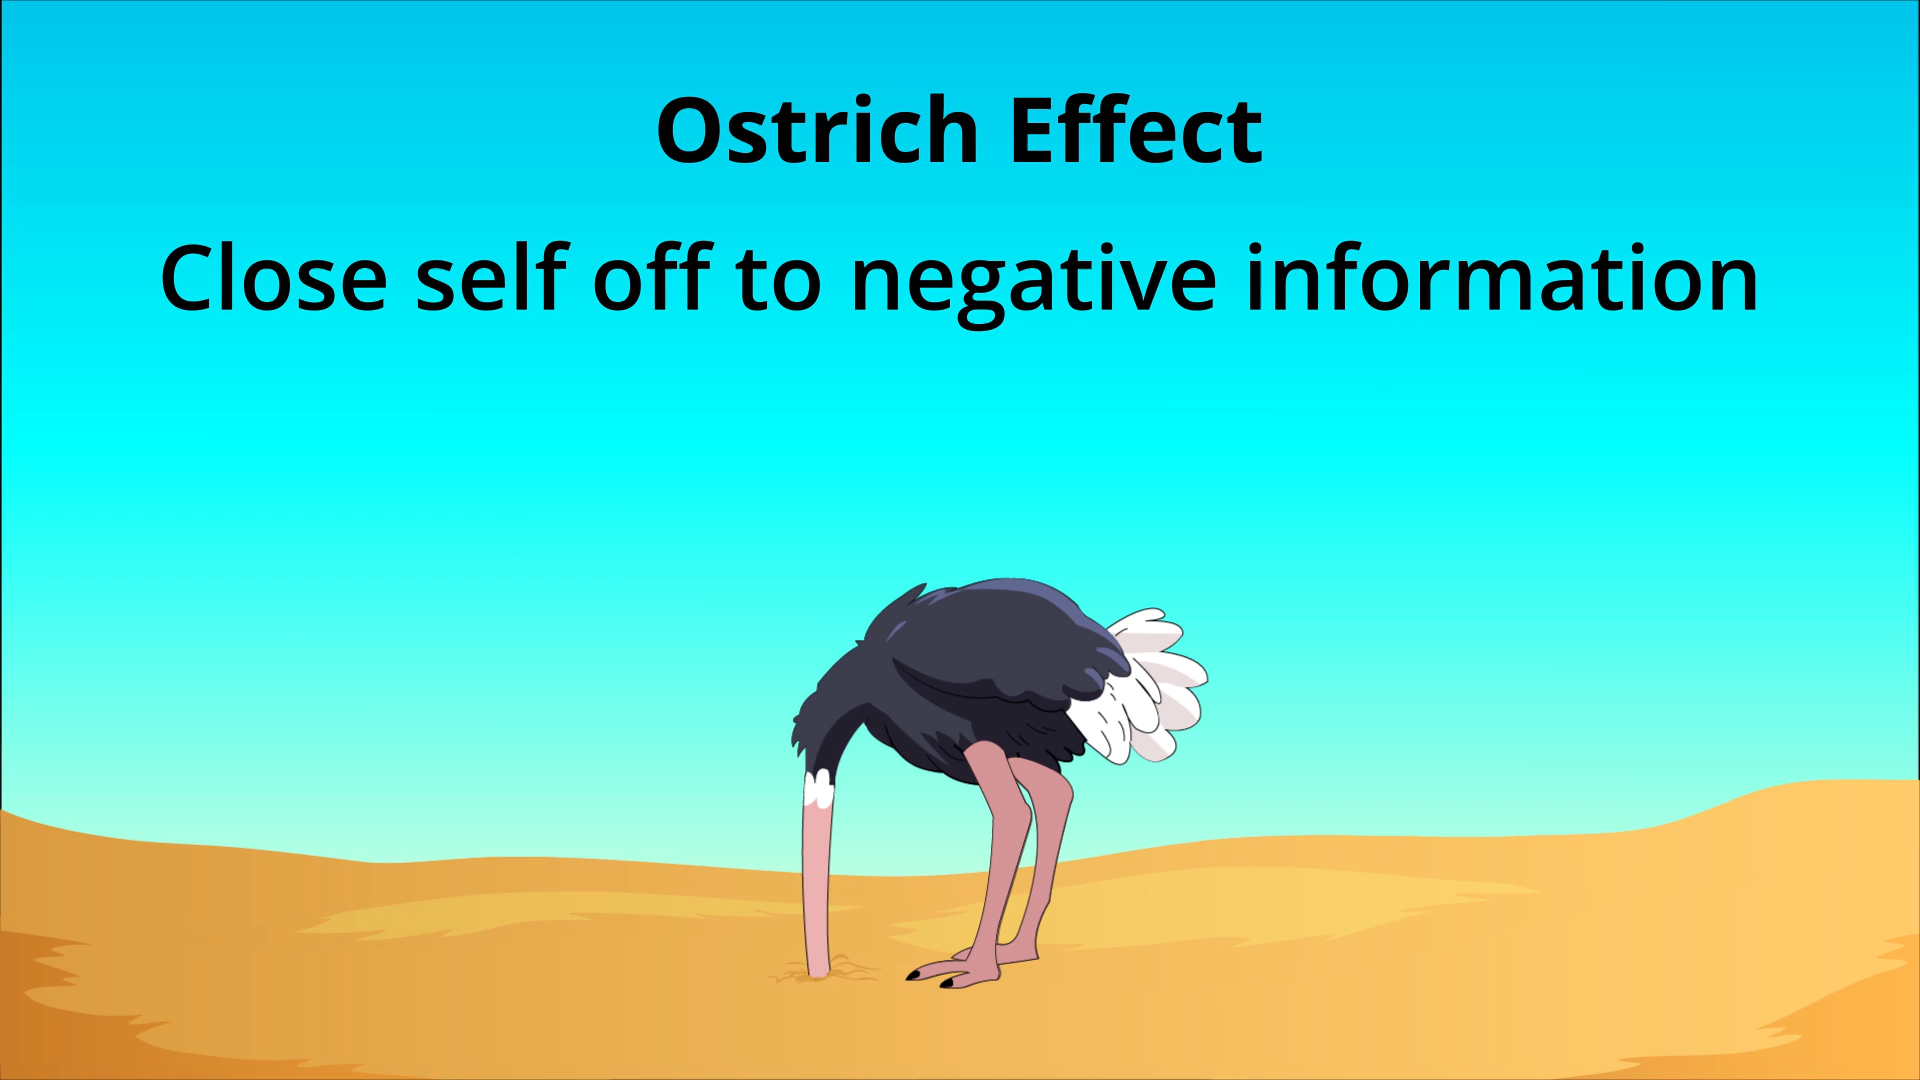 Ostrich Effect
Close self off to negative information